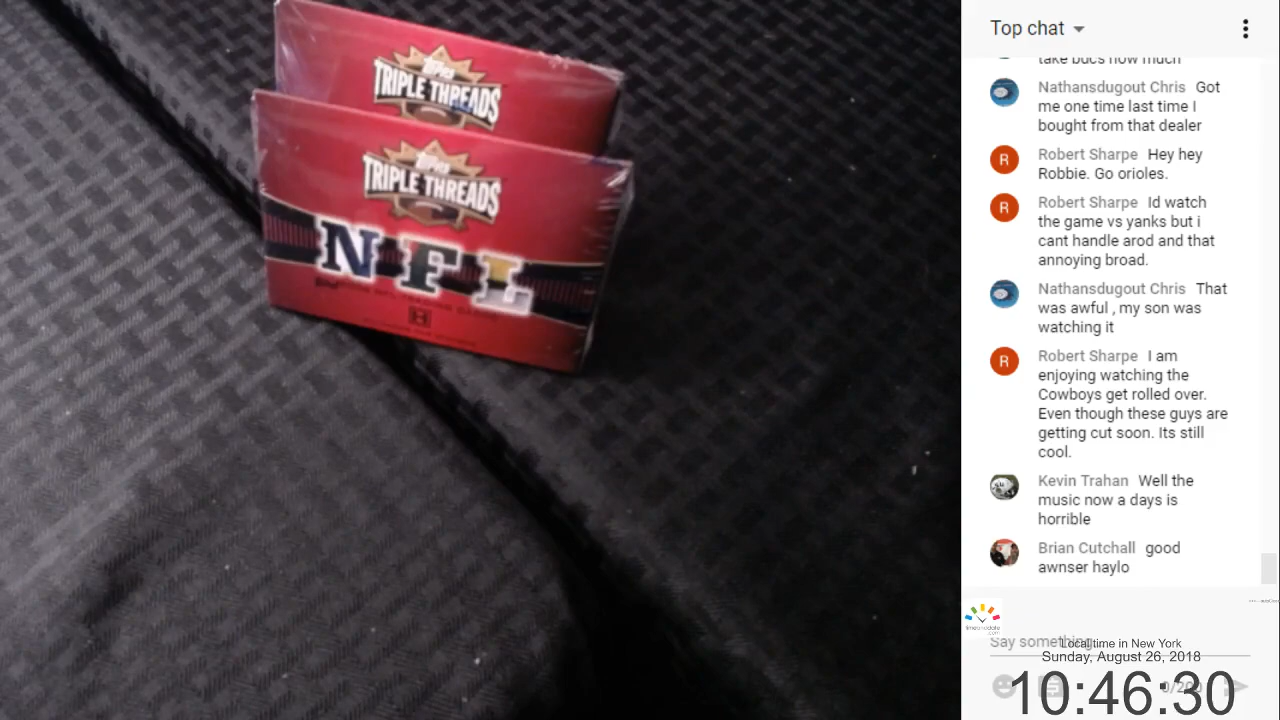 Topps
TRIPLE THREADS
Topps
TRIPLE THREADS
NFL
H
Top chat
take bucs how much
Nathansdugout Chris Got
me one time last time I
bought from that dealer
R Robert Sharpe Hey hey
Robbie. Go orioles.
R Robert Sharpe Id watch
the game vs yanks but i
cant handle arod and that
annoying broad.
Nathansdugout Chris That
was awful , my son was
watching it
R Robert Sharpe I am
enjoying watching the
Cowboys get rolled over.
Even though these guys are
getting cut soon. Its still
cool.
Kevin Trahan Well the
music now a days is
horrible
Brian Cutchall good
awnser haylo
Say something...
Local time in New York
Sunday, August 26, 2018
10:46:30